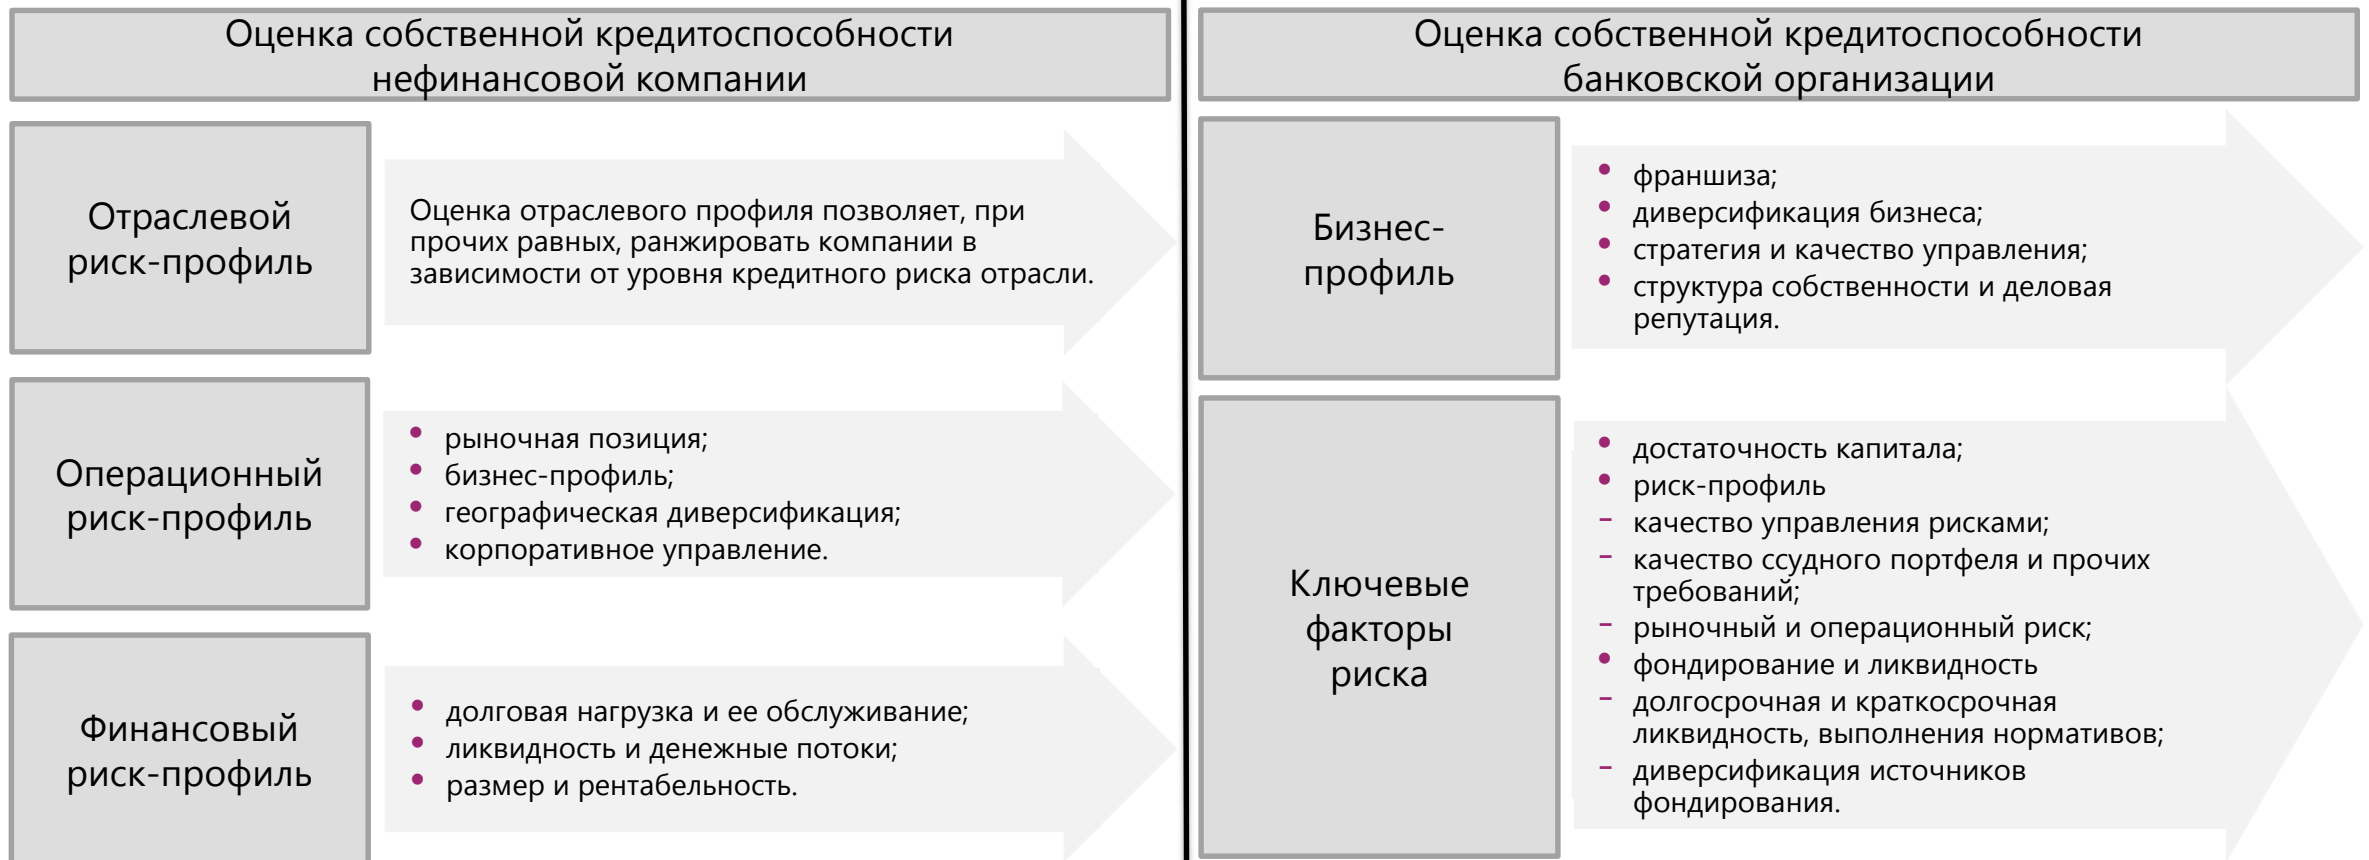 Оценка собственной кредитоспособности
нефинансовой компании
Отраслевой
риск-профиль
Оценка отраслевого профиля позволяет, при
прочих равных, ранжировать компании в
зависимости от уровня кредитного риска отрасли.
Операционный
риск-профиль
• рыночная позиция;
• бизнес-профиль;
• географическая диверсификация;
• корпоративное управление.
Финансовый
риск-профиль
• долговая нагрузка и ее обслуживание;
• ликвидность и денежные потоки;
• размер и рентабельность.
Оценка собственной кредитоспособности
банковской организации
Бизнес-
профиль
• франшиза;
• диверсификация бизнеса;
• стратегия и качество управления;
• структура собственности и деловая
репутация.
Ключевые
факторы
риска
• достаточность капитала;
• риск-профиль
– качество управления рисками;
– качество ссудного портфеля и прочих
требований;
– рыночный и операционный риск;
• фондирование и ликвидность
– долгосрочная и краткосрочная
ликвидность, выполнения нормативов;
– диверсификация источников
фондирования.